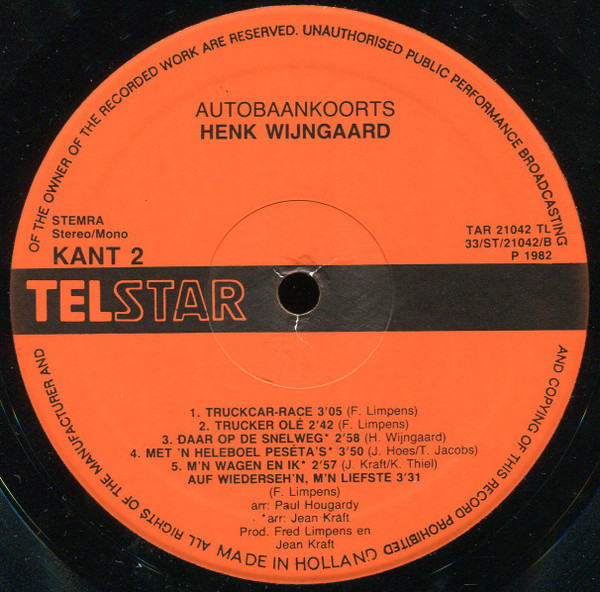 AUTOBAANKOORTS
HENK WIJNGAARD
STEMRA
Stereo/Mono
KANT 2
TAR 21042 TL
33/ST/21042/B
P 1982
TELSTAR
1. TRUCKCAR-RACE 3'05 (F. Limpens)
2. TRUCKER OLÉ 2'42 (F. Limpens)
3. DAAR OP DE SNELWEG* 2'58 (H. Wijngaard)
4. MET 'N HELEBOEL PESÉTA'S* 3'50 (J. Hoes/T. Jacobs)
5. M'N WAGEN EN IK* 2'57 (J. Kraft/K. Thiel)
AUF WIEDERSEH'N, M'N LIEFSTE 3'31
(F. Limpens)
arr: Paul Hougardy
*arr: Jean Kraft
Prod. Fred Limpens en
Jean Kraft
ALL RIGHTS OF THE MANUFACTURER AND OF THE OWNER OF THE RECORDED WORK ARE RESERVED. UNAUTHORISED PUBLIC PERFORMANCE BROADCASTING AND COPYING OF THIS RECORD PROHIBITED
MADE IN HOLLAND